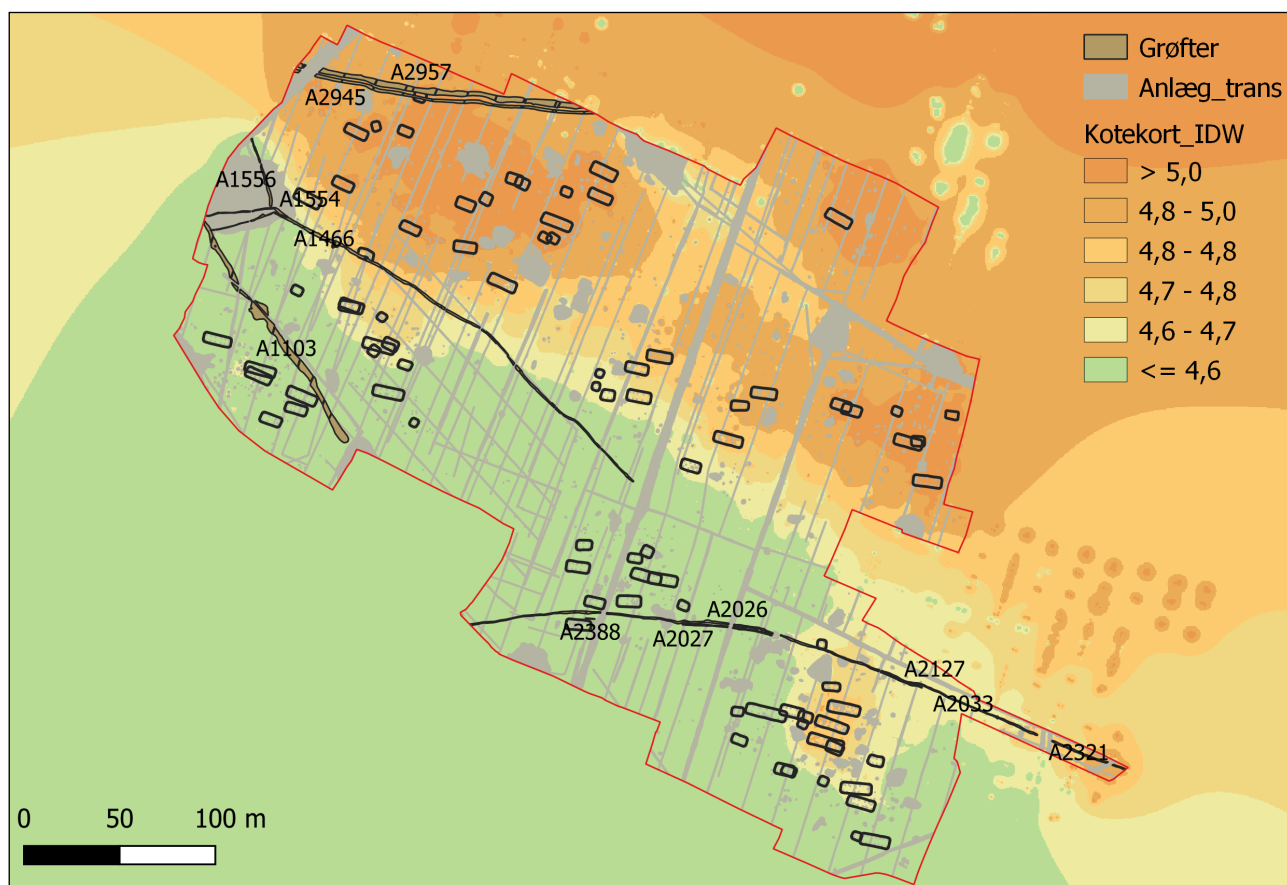 Grøfter
Anlæg_trans
Kotekort_IDW
> 5,0
4,8 - 5,0
4,8 - 4,8
4,7 - 4,8
4,6 - 4,7
<= 4,6
A2957
A2945
A1556
A1554
A1466
A1103
A2026
A2388
A2027
A2127
A2033
A2321
0 50 100 m